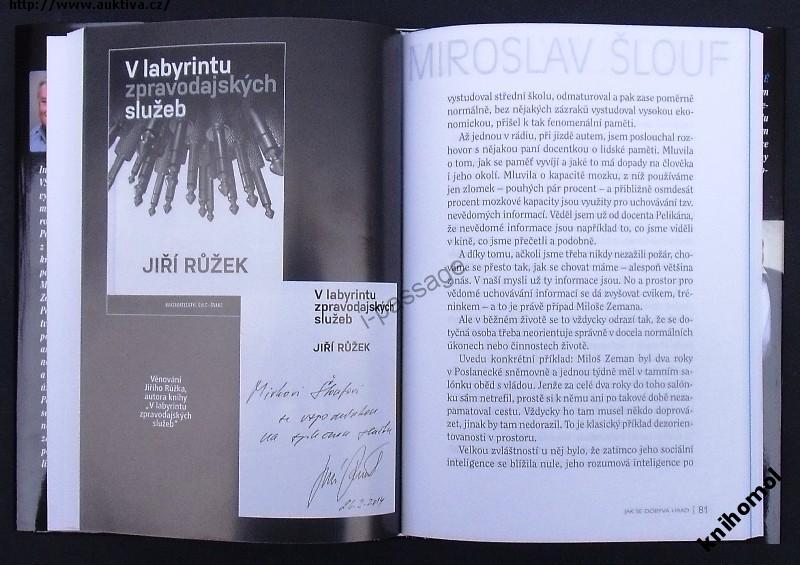 http://www.auktiva.cz/
V labyrintu
zpravodajských
služeb
JIŘÍ RŮŽEK
V labyrintu
zpravodajských
služeb
JIŘÍ RŮŽEK
Věnování
Jiřího Růžka,
autora knihy
„V labyrintu
zpravodajských
služeb“
26.2.2014
i-passage
MIROSLAV ŠLOUF
vystudoval střední školu, odmaturoval a pak zase poměrně
normálně, bez nějakých zázraků vystudoval vysokou eko-
nomickou, přišel k tak fenomenální paměti.
Až jednou v rádiu, při jízdě autem, jsem poslouchal roz-
hovor s nějakou paní docentkou o lidské paměti. Mluvila
o tom, jak se paměť vyvíjí a jaké to má dopady na člověka
i jeho okolí. Mluvila o kapacitě mozku, z níž používáme
jen zlomek – pouhých pár procent – a přibližně osmdesát
procent mozkové kapacity jsou využity pro uchovávání tzv.
nevědomých informací. Věděl jsem už od docenta Pelikána,
že nevědomé informace jsou například to, co jsme viděli
v kině, co jsme přečetli a podobně.
A díky tomu, ačkoli jsme třeba nikdy nezažili požár, cho-
váme se přesto tak, jak se chovat máme – alespoň většina
z nás. V naší mysli už ty informace jsou. No a prostor pro
vědomé uchovávání informací se dá zvyšovat cvikem, tré-
ninkem – a to je právě případ Miloše Zemana.
Ale v běžném životě se to vždycky odrazí tak, že se do-
tyčná osoba třeba neorientuje správně v docela normálních
úkonech nebo činnostech životě.
Uvedu konkrétní příklad: Miloš Zeman byl dva roky
v Poslanecké sněmovně a jednou týdně měl v tamním sa-
lónku oběd s vládou. Jenže za celé dva roky do toho salón-
ku sám netrefil, prostě si k němu ani po takové době neza-
pamatoval cestu. Vždycky ho tam musel někdo doprová-
zet, jinak by tam nedorazil. To je klasický příklad dezorien-
tovanosti v prostoru.
Velkou zvláštností u něj bylo, že zatímco jeho sociální
inteligence se blížila nule, jeho rozumová inteligence po
JAK SE DOBÝVÁ HRAD | 81
knihomol